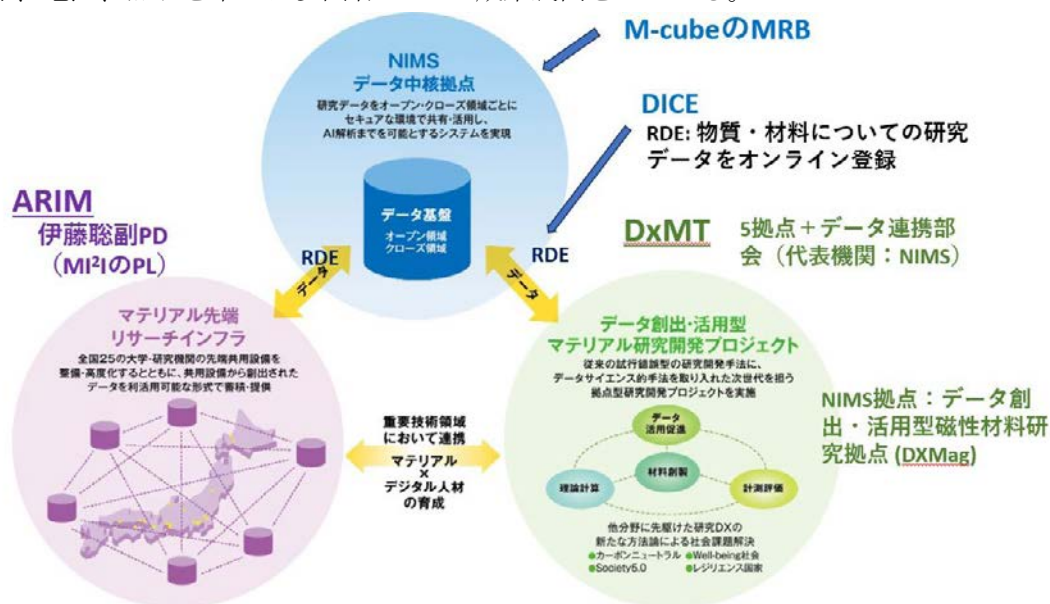 M-cubeのMRB
NIMS
データ中核拠点
研究データをオープン・クローズ領域ごとに
セキュアな環境で共有・活用し、
AI解析までを可能とするシステムを実現
DICE
RDE: 物質・材料についての研究
データをオンライン登録
データ基盤
オープン領域
クローズ領域
ARIM
伊藤聡副PD
（MI²IのPL）
RDE
データ
RDE
データ
DxMT
5拠点＋データ連携部
会（代表機関：NIMS）
マテリアル先端
リサーチインフラ
全国25の大学・研究機関の先端共用設備を
整備・高度化するとともに、共用設備から創出された
データを利活用可能な形式で蓄積・提供
重要技術領域
において連携
マテリアル
×
デジタル人材
の育成
データ創出・活用型
マテリアル研究開発プロジェクト
従来の試行錯誤型の研究開発手法に、
データサイエンス的手法を取り入れた次世代を担う
拠点型研究開発プロジェクトを実施
データ
活用促進
理論計算
材料創製
計測評価
他分野に先駆けた研究DXの
新たな方法論による社会課題解決
●カーボンニュートラル ●Well-being社会
●Society5.0 ●レジリエンス国家
NIMS拠点：データ創
出・活用型磁性材料研
究拠点 (DXMag)